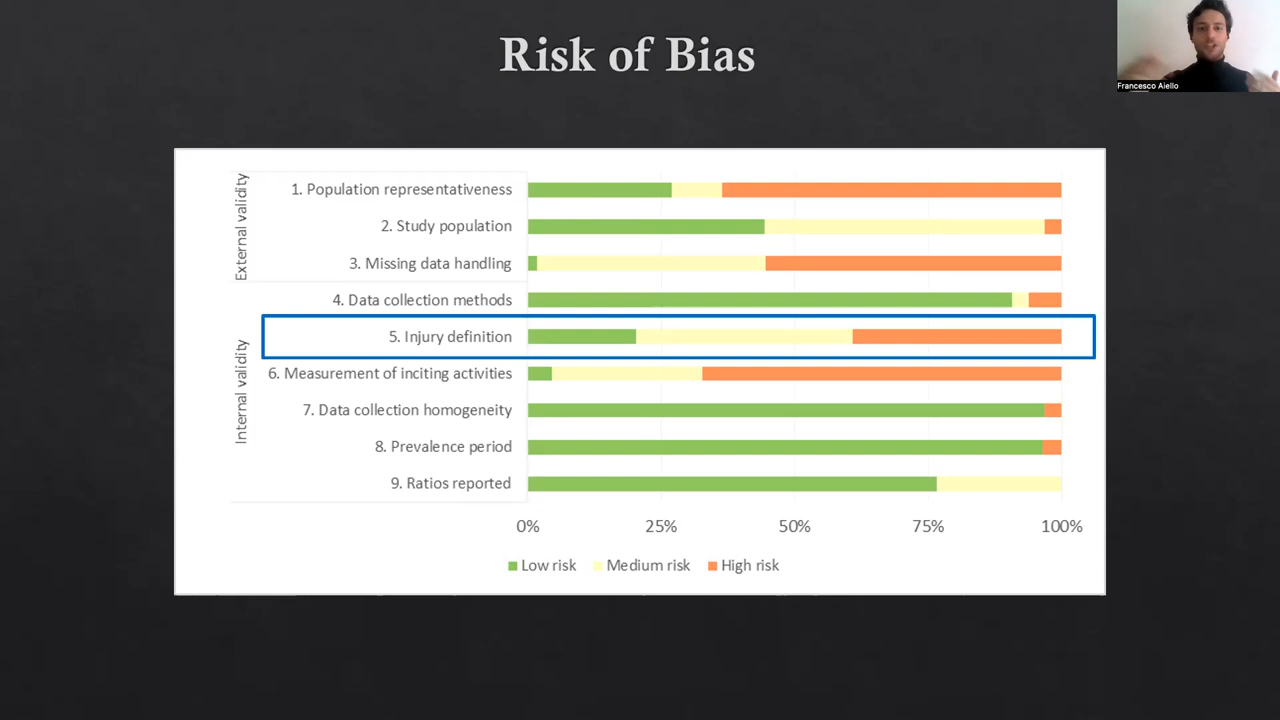 Risk of Bias
Francesco Aiello
External validity
1. Population representativeness
2. Study population
3. Missing data handling
Internal validity
4. Data collection methods
5. Injury definition
6. Measurement of inciting activities
7. Data collection homogeneity
8. Prevalence period
9. Ratios reported
0% 25% 50% 75% 100%
Low risk Medium risk High risk